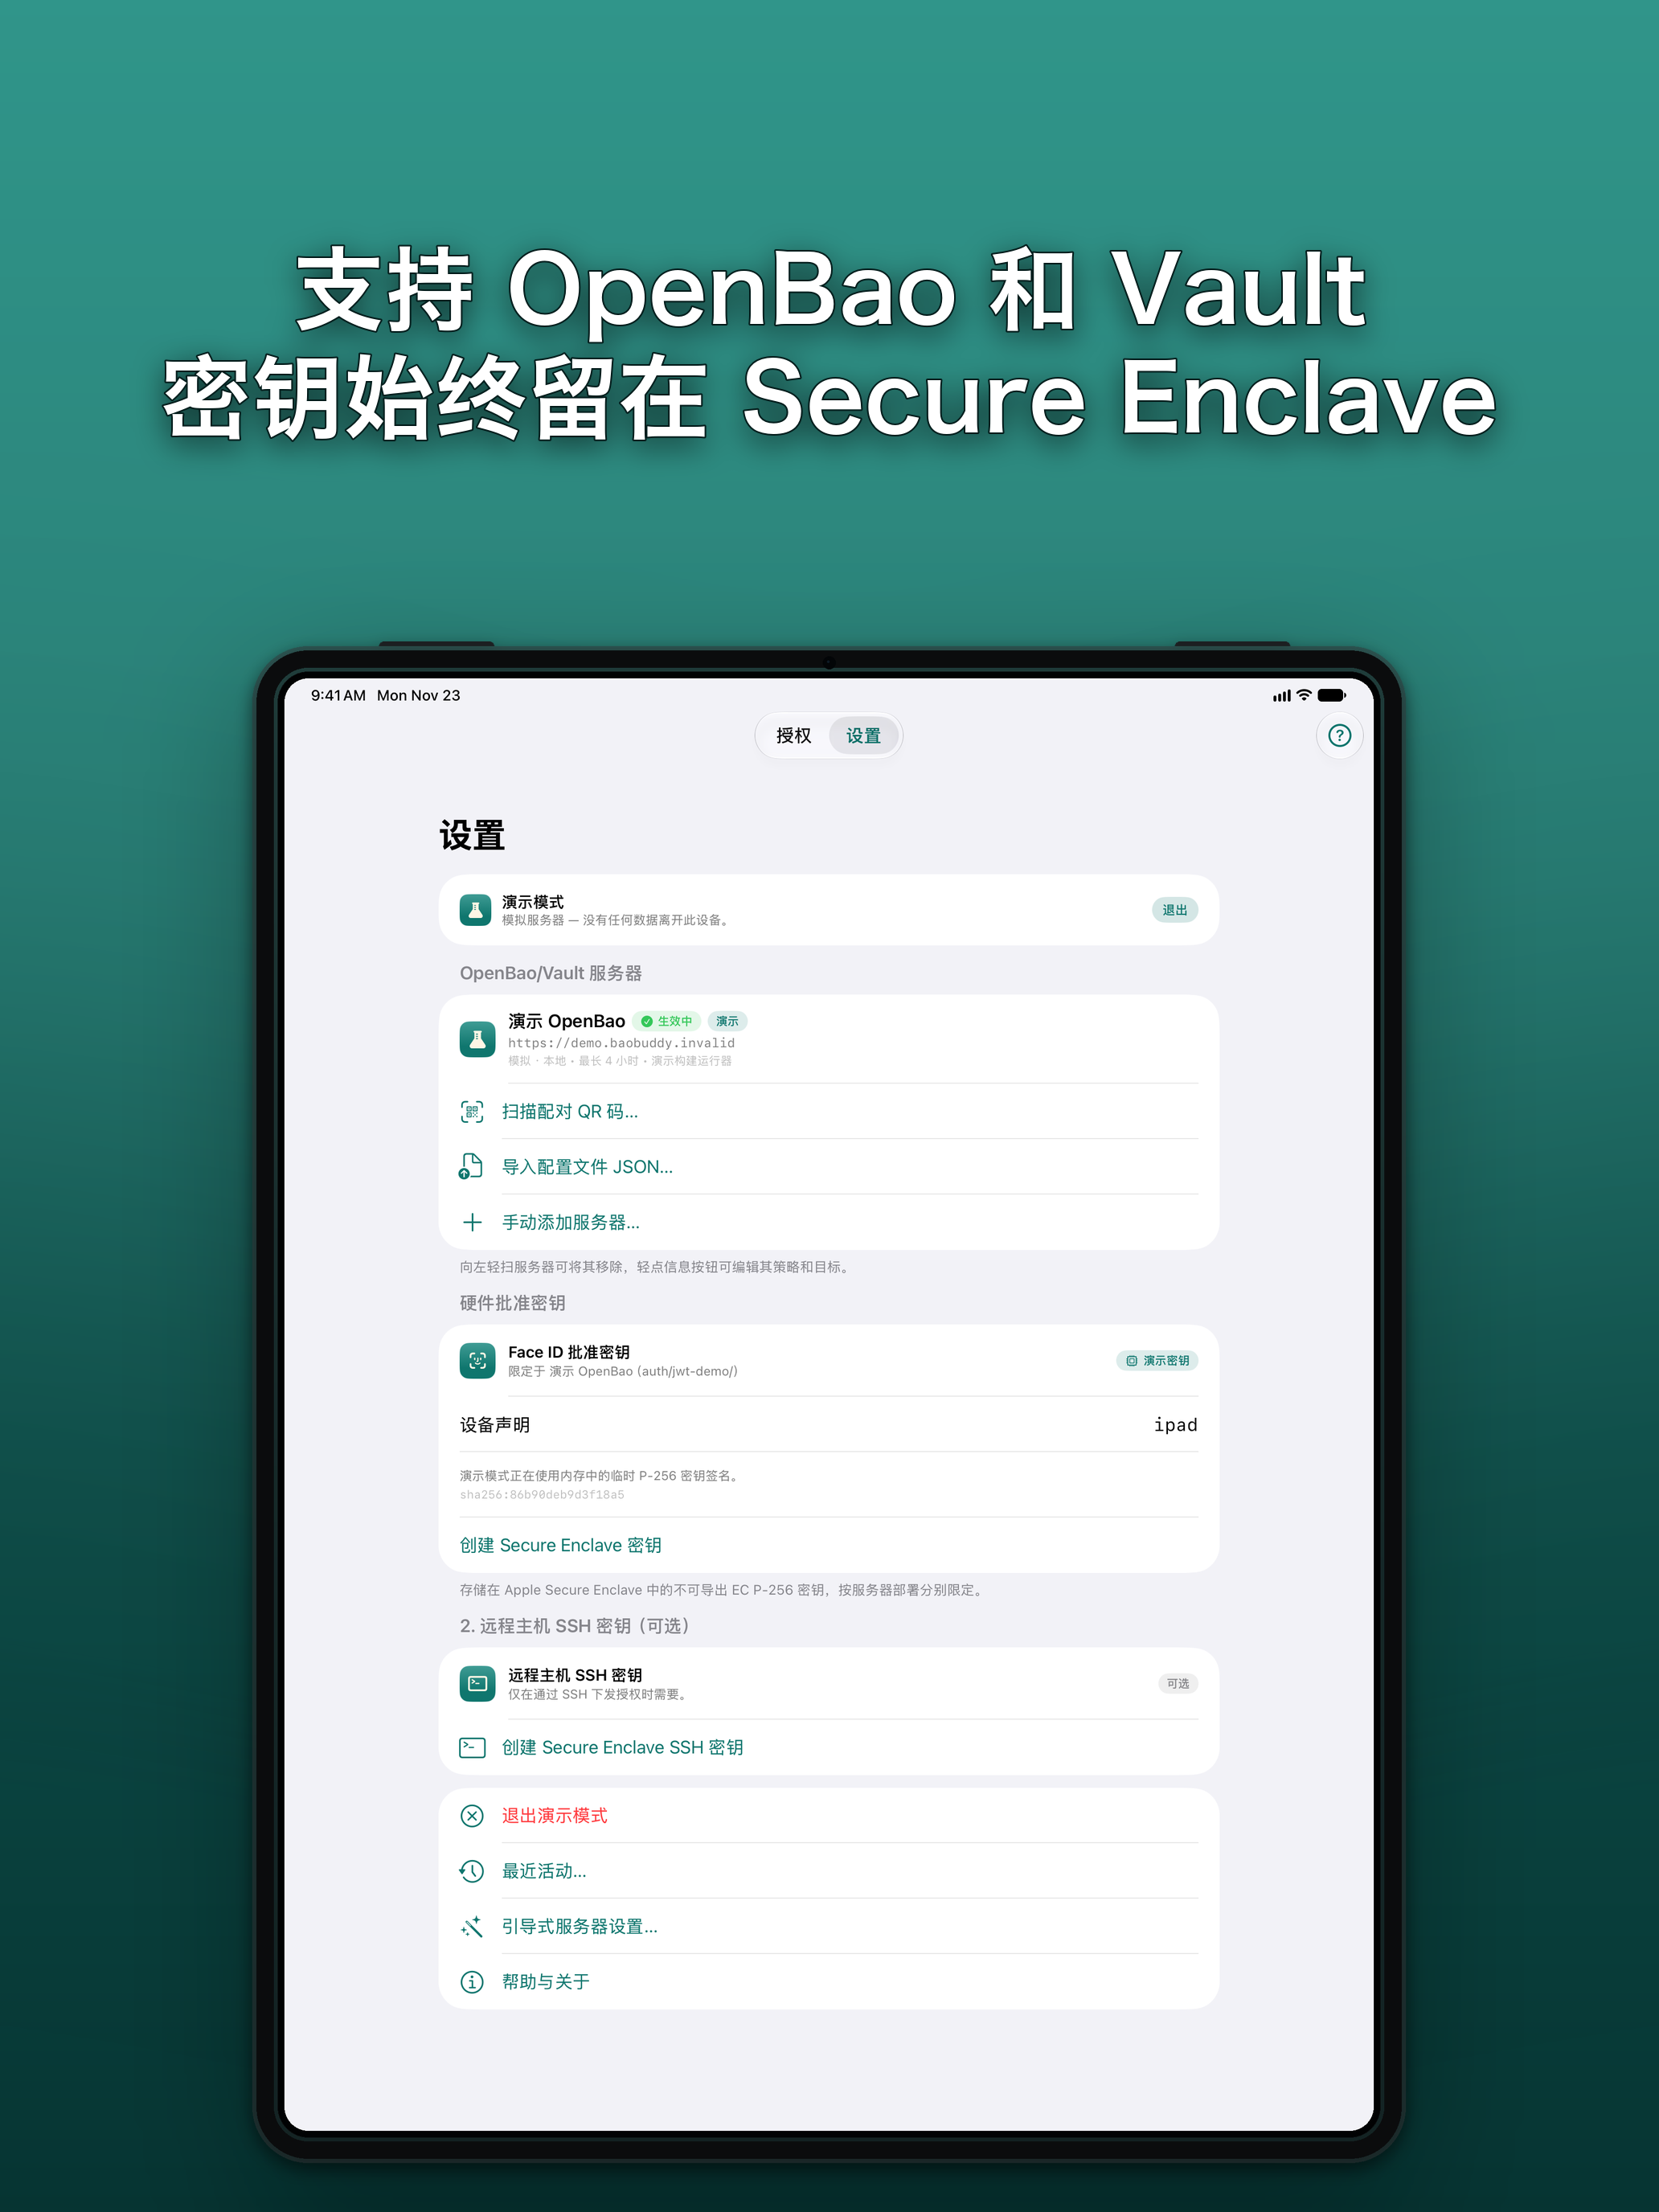 支持 OpenBao 和 Vault
密钥始终留在 Secure Enclave
9:41 AM Mon Nov 23
授权 设置
?
设置
演示模式
模拟服务器 — 没有任何数据离开此设备。
退出
OpenBao/Vault 服务器
演示 OpenBao 生效中 演示
https://demo.baobuddy.invalid
模拟 · 本地 • 最长 4 小时 • 演示构建运行器
扫描配对 QR 码...
导入配置文件 JSON...
手动添加服务器...
向左轻扫服务器可将其移除，轻点信息按钮可编辑其策略和目标。
硬件批准密钥
Face ID 批准密钥
限定于 演示 OpenBao (auth/jwt-demo/)
演示密钥
设备声明 ipad
演示模式正在使用内存中的临时 P-256 密钥签名。
sha256:86b90deb9d3f18a5
创建 Secure Enclave 密钥
存储在 Apple Secure Enclave 中的不可导出 EC P-256 密钥，按服务器部署分别限定。
2. 远程主机 SSH 密钥（可选）
远程主机 SSH 密钥
仅在通过 SSH 下发授权时需要。
可选
创建 Secure Enclave SSH 密钥
退出演示模式
最近活动...
引导式服务器设置...
帮助与关于